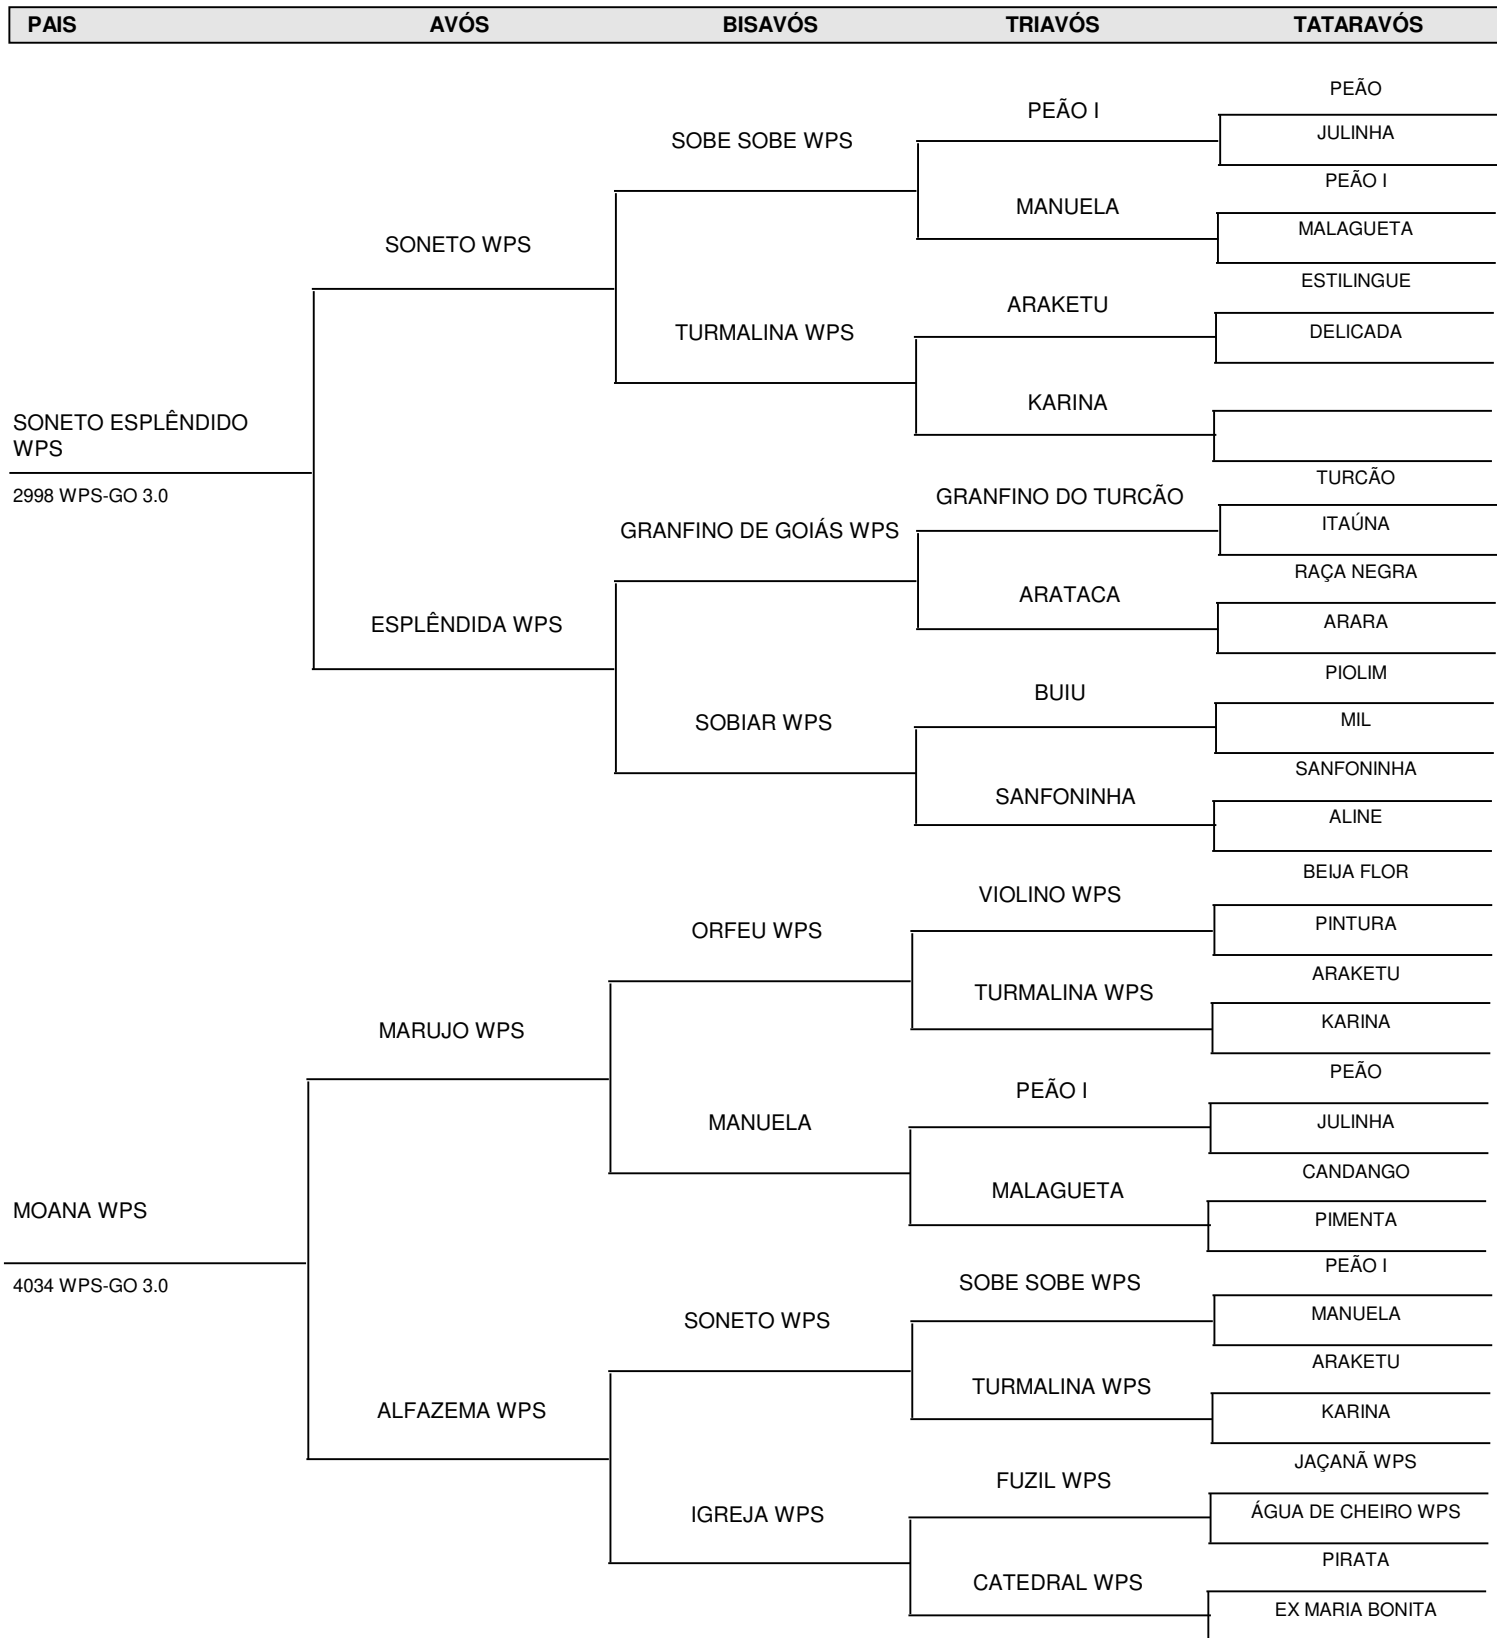 PAIS AVÓS BISAVÓS TRIAVÓS TATARAVÓS
PEÃO
PEÃO I
JULINHA
SOBE SOBE WPS
PEÃO I
MANUELA
MALAGUETA
SONETO WPS
ESTILINGUE
ARAKETU
DELICADA
TURMALINA WPS
KARINA
SONETO ESPLÊNDIDO
WPS
TURCÃO
2998 WPS-GO 3.0
GRANFINO DO TURCÃO
ITAÚNA
GRANFINO DE GOIÁS WPS
RAÇA NEGRA
ARATACA
ARARA
ESPLÊNDIDA WPS
PIOLIM
BUIU
MIL
SOBIAR WPS
SANFONINHA
SANFONINHA
ALINE
BEIJA FLOR
VIOLINO WPS
PINTURA
ORFEU WPS
ARAKETU
TURMALINA WPS
KARINA
MARUJO WPS
PEÃO
PEÃO I
JULINHA
MANUELA
CANDANGO
MALAGUETA
MOANA WPS
PIMENTA
PEÃO I
4034 WPS-GO 3.0
SOBE SOBE WPS
MANUELA
SONETO WPS
ARAKETU
TURMALINA WPS
KARINA
ALFAZEMA WPS
JAÇANÃ WPS
FUZIL WPS
ÁGUA DE CHEIRO WPS
IGREJA WPS
PIRATA
CATEDRAL WPS
EX MARIA BONITA